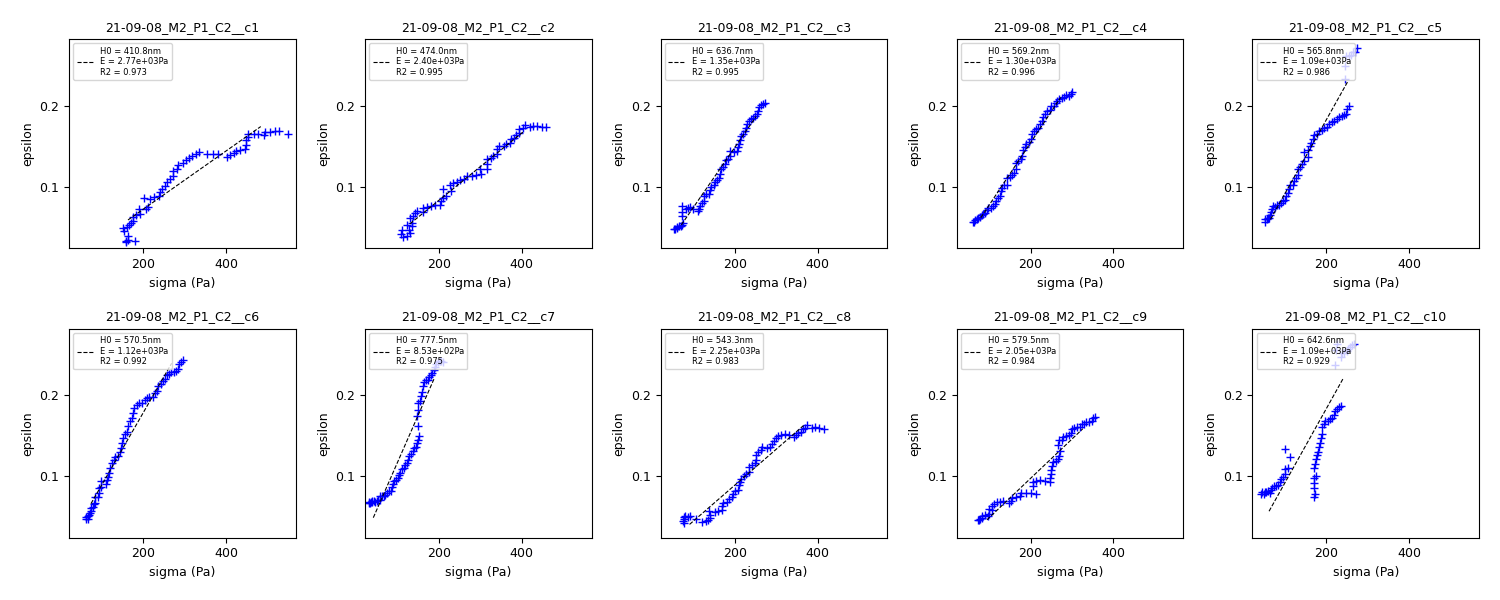 21-09-08_M2_P1_C2__c1
H0 = 410.8nm
E = 2.77e+03Pa
R2 = 0.973
0.2
0.1
epsilon
200 400
sigma (Pa)
21-09-08_M2_P1_C2__c2
H0 = 474.0nm
E = 2.40e+03Pa
R2 = 0.995
0.2
0.1
epsilon
200 400
sigma (Pa)
21-09-08_M2_P1_C2__c3
H0 = 636.7nm
E = 1.35e+03Pa
R2 = 0.995
0.2
0.1
epsilon
200 400
sigma (Pa)
21-09-08_M2_P1_C2__c4
H0 = 569.2nm
E = 1.30e+03Pa
R2 = 0.996
0.2
0.1
epsilon
200 400
sigma (Pa)
21-09-08_M2_P1_C2__c5
H0 = 565.8nm
E = 1.09e+03Pa
R2 = 0.986
0.2
0.1
epsilon
200 400
sigma (Pa)
21-09-08_M2_P1_C2__c6
H0 = 570.5nm
E = 1.12e+03Pa
R2 = 0.992
0.2
0.1
epsilon
200 400
sigma (Pa)
21-09-08_M2_P1_C2__c7
H0 = 777.5nm
E = 8.53e+02Pa
R2 = 0.975
0.2
0.1
epsilon
200 400
sigma (Pa)
21-09-08_M2_P1_C2__c8
H0 = 543.3nm
E = 2.25e+03Pa
R2 = 0.983
0.2
0.1
epsilon
200 400
sigma (Pa)
21-09-08_M2_P1_C2__c9
H0 = 579.5nm
E = 2.05e+03Pa
R2 = 0.984
0.2
0.1
epsilon
200 400
sigma (Pa)
21-09-08_M2_P1_C2__c10
H0 = 642.6nm
E = 1.09e+03Pa
R2 = 0.929
0.2
0.1
epsilon
200 400
sigma (Pa)